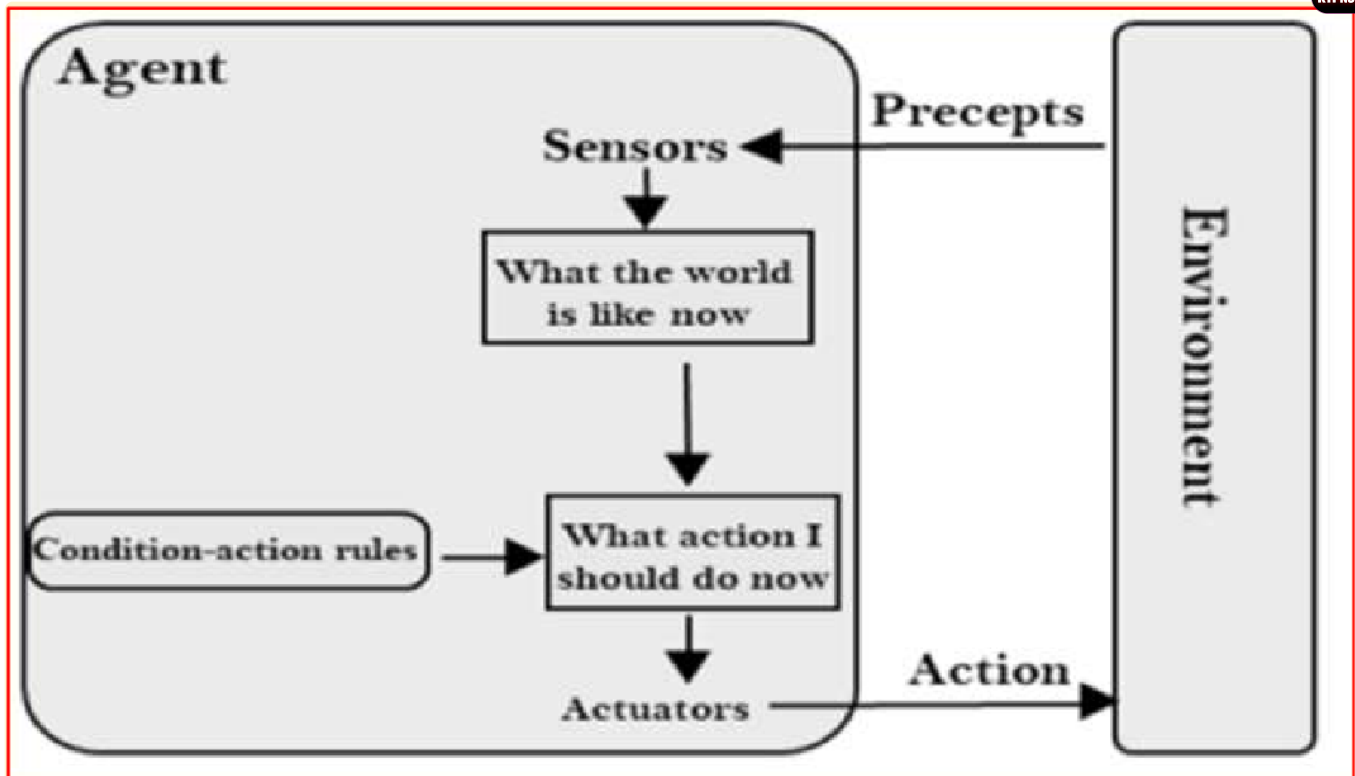 Agent
Precepts
Sensors
What the world
is like now
Environment
Condition-action rules
What action I
should do now
Action
Actuators